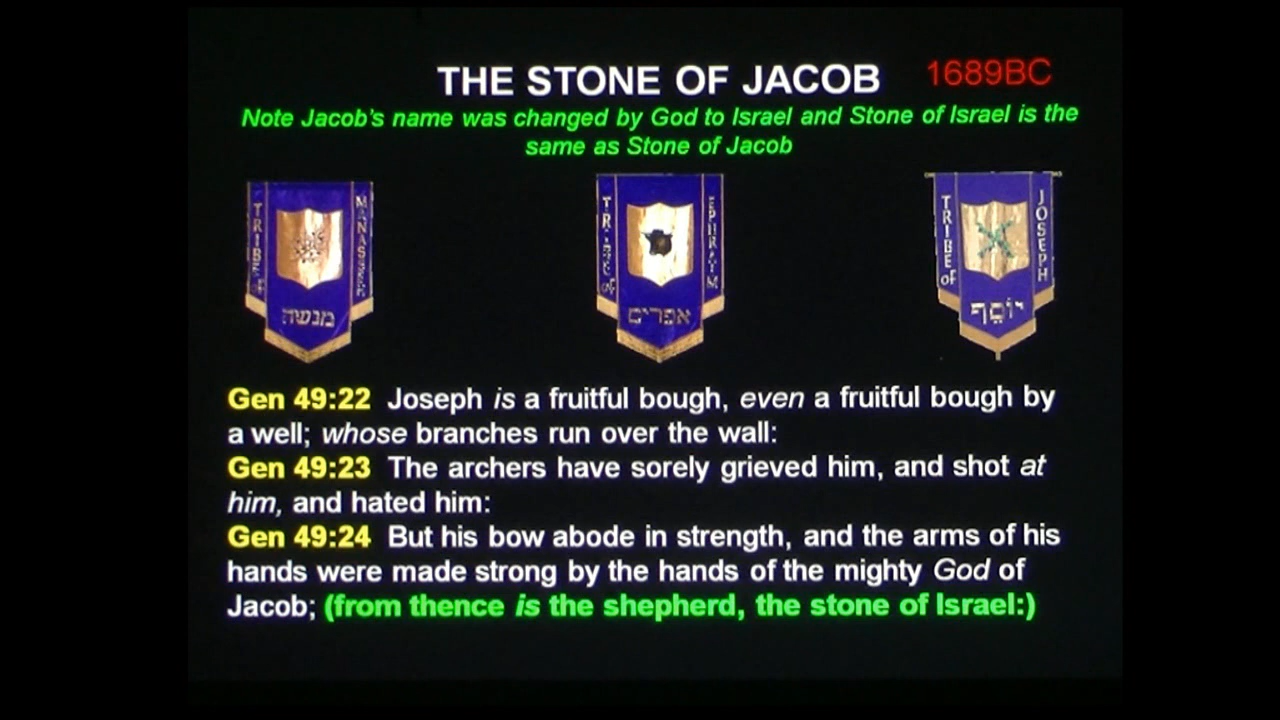 THE STONE OF JACOB
1689BC
Note Jacob's name was changed by God to Israel and Stone of Israel is the
same as Stone of Jacob
TRIBE of
MANASSEH
מנשה
TRIBE of
אפרים
TRIBE of
JOSEPH
יוֹסֵף
Gen 49:22 Joseph is a fruitful bough, even a fruitful bough by
a well; whose branches run over the wall:
Gen 49:23 The archers have sorely grieved him, and shot at
him, and hated him:
Gen 49:24 But his bow abode in strength, and the arms of his
hands were made strong by the hands of the mighty God of
Jacob; (from thence is the shepherd, the stone of Israel:)